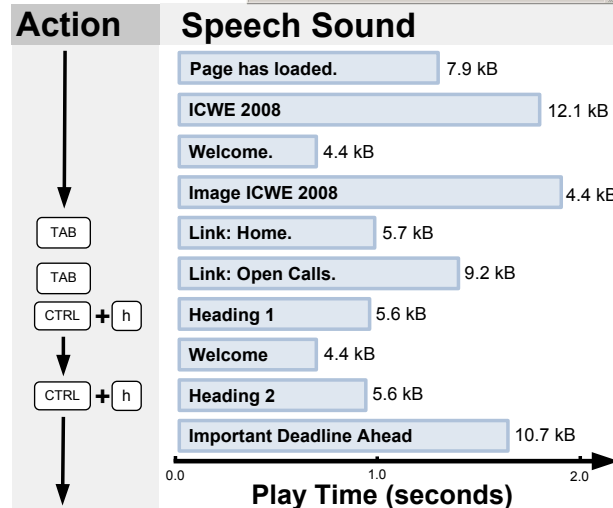 Action Speech Sound
Page has loaded. 7.9 kB
ICWE 2008 12.1 kB
Welcome. 4.4 kB
Image ICWE 2008 4.4 kB
TAB Link: Home. 5.7 kB
TAB Link: Open Calls. 9.2 kB
CTRL + h Heading 1 5.6 kB
Welcome 4.4 kB
CTRL + h Heading 2 5.6 kB
Important Deadline Ahead 10.7 kB
0.0 1.0 2.0
Play Time (seconds)